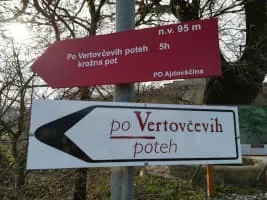 n.v. 95 m
Po Vertovčevih poteh 5h
krožna pot
PD Ajdovščina
po Vertovčevih
poteh